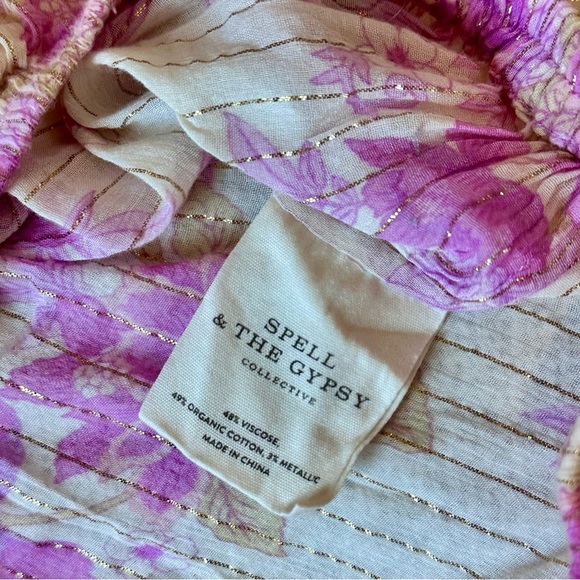 SPELL
& THE GYPSY
COLLECTIVE
48% VISCOSE,
49% ORGANIC COTTON, 3% METALLIC
MADE IN CHINA